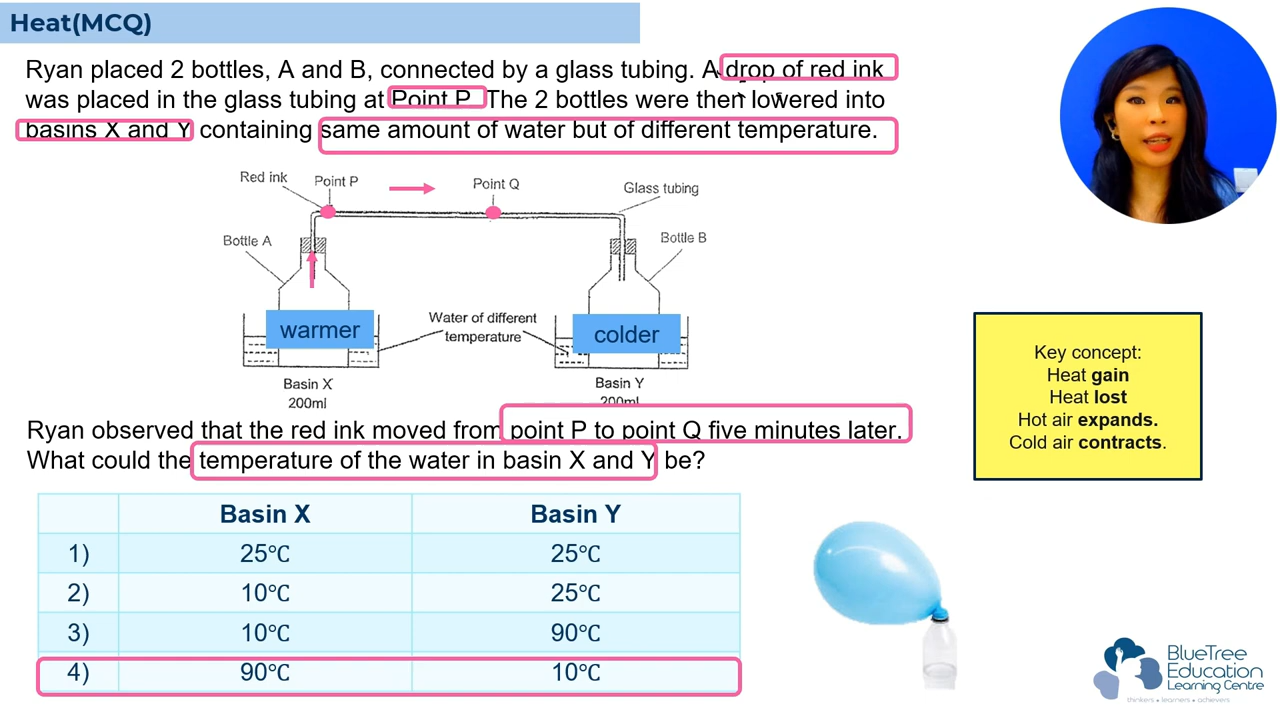 Heat(MCQ)
Ryan placed 2 bottles, A and B, connected by a glass tubing. A drop of red ink
was placed in the glass tubing at Point P. The 2 bottles were then lowered into
basins X and Y containing same amount of water but of different temperature.
Red ink Point P Point Q Glass tubing
Bottle A Bottle B
warmer Water of different temperature colder
Basin X Basin Y
200ml 200ml
Ryan observed that the red ink moved from point P to point Q five minutes later.
What could the temperature of the water in basin X and Y be?
Basin X Basin Y
1) 25°C 25°C
2) 10°C 25°C
3) 10°C 90°C
4) 90°C 10°C
Key concept:
Heat gain
Heat lost
Hot air expands.
Cold air contracts.
BlueTree
Education
Learning Centre
thinkers • learners • achievers